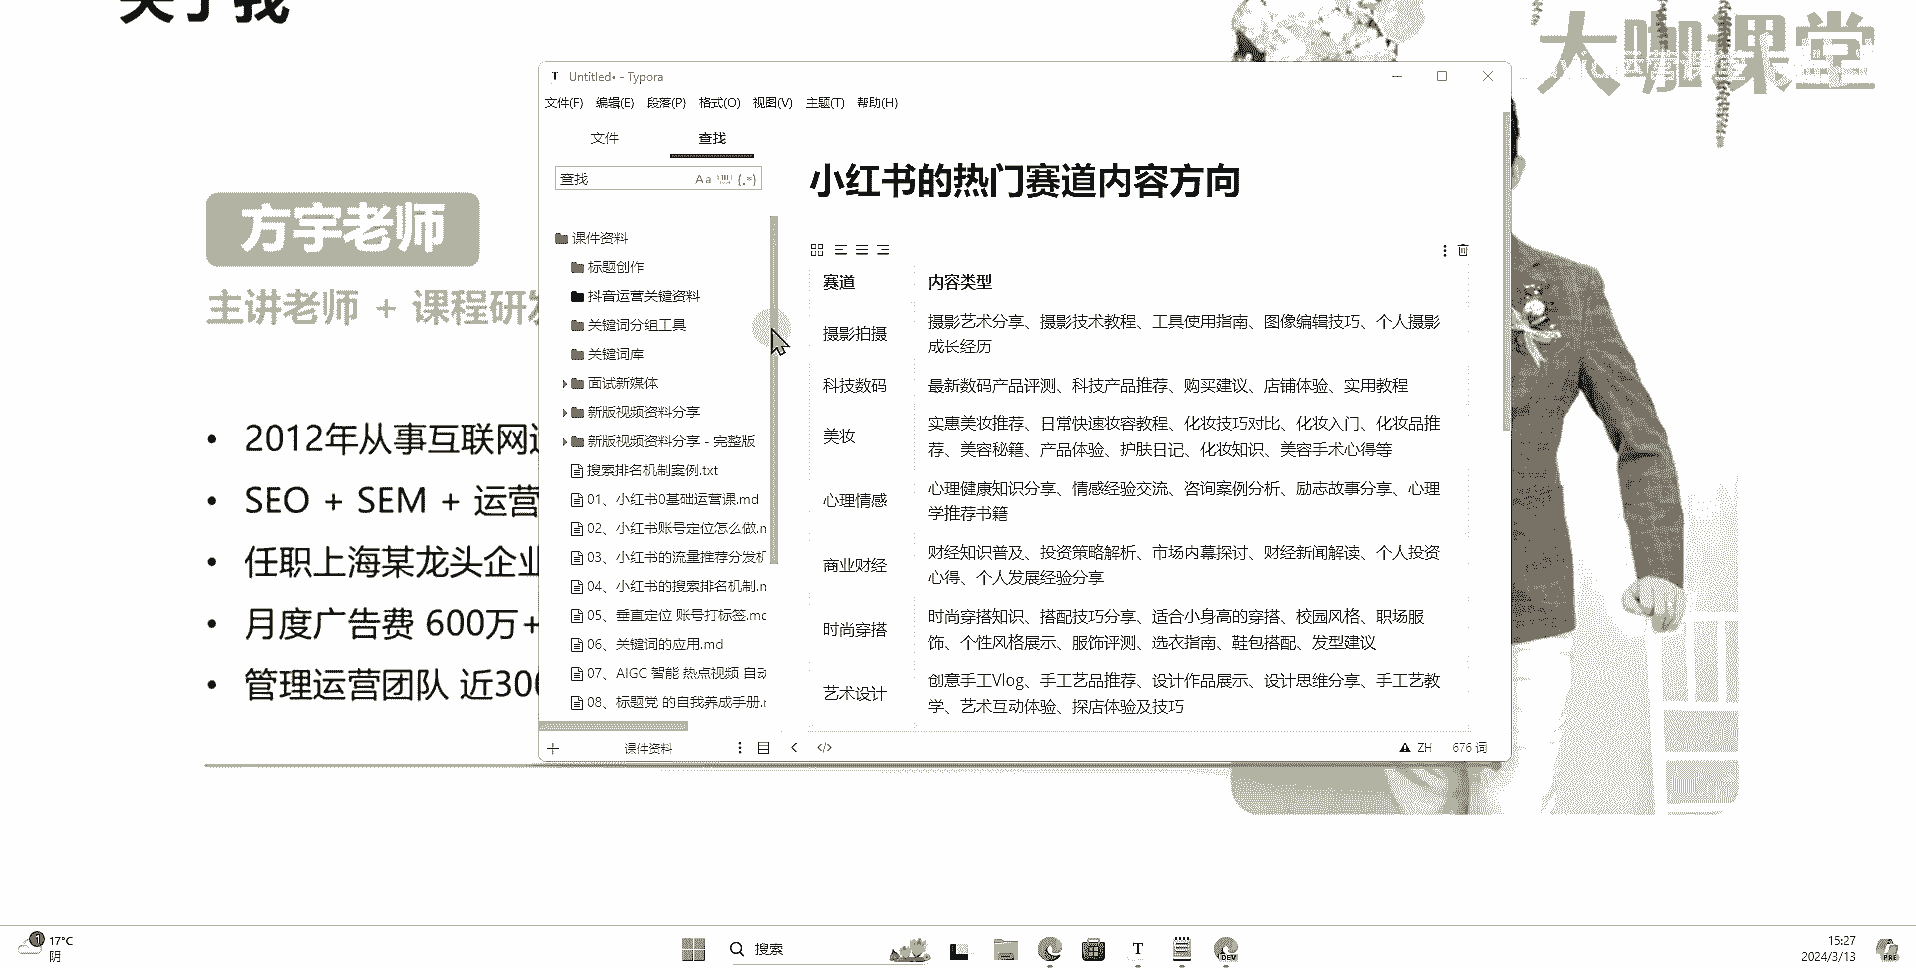 关于我
大咖课堂
方宇老师
主讲老师 + 课程研发
2012年从事互联网运
SEO + SEM + 运营
任职上海某龙头企业
月度广告费 600万+
管理运营团队 近300
Untitled• - Typora
文件(F) 编辑(E) 段落(P) 格式(O) 视图(V) 主题(T) 帮助(H)
文件 查找
查找 Aa (.*)
课件资料
标题创作
抖音运营关键资料
关键词分组工具
关键词库
面试新媒体
新版视频资料分享
新版视频资料分享 - 完整版
搜索排名机制案例.txt
01、小红书0基础运营课.md
02、小红书账号定位怎么做.m
03、小红书的流量推荐分发机
04、小红书的搜索排名机制.m
05、垂直定位 账号打标签.mc
06、关键词的应用.md
07、AIGC 智能 热点视频 自动
08、标题党 的自我养成手册.r
课件资料
小红书的热门赛道内容方向
赛道 内容类型
摄影拍摄 摄影艺术分享、摄影技术教程、工具使用指南、图像编辑技巧、个人摄影
成长经历
科技数码 最新数码产品评测、科技产品推荐、购买建议、店铺体验、实用教程
美妆 实惠美妆推荐、日常快速妆容教程、化妆技巧对比、化妆入门、化妆品推
荐、美容秘籍、产品体验、护肤日记、化妆知识、美容手术心得等
心理情感 心理健康知识分享、情感经验交流、咨询案例分析、励志故事分享、心理
学推荐书籍
商业财经 财经知识普及、投资策略解析、市场内幕探讨、财经新闻解读、个人投资
心得、个人发展经验分享
时尚穿搭 时尚穿搭知识、搭配技巧分享、适合小身高的穿搭、校园风格、职场服
饰、个性风格展示、服饰评测、选衣指南、鞋包搭配、发型建议
艺术设计 创意手工Vlog、手工艺品推荐、设计作品展示、设计思维分享、手工艺教
学、艺术互动体验、探店体验及技巧
ZH 676 词
1 17°C
阴
搜索
T
DEV
15:27
2024/3/13
PRE